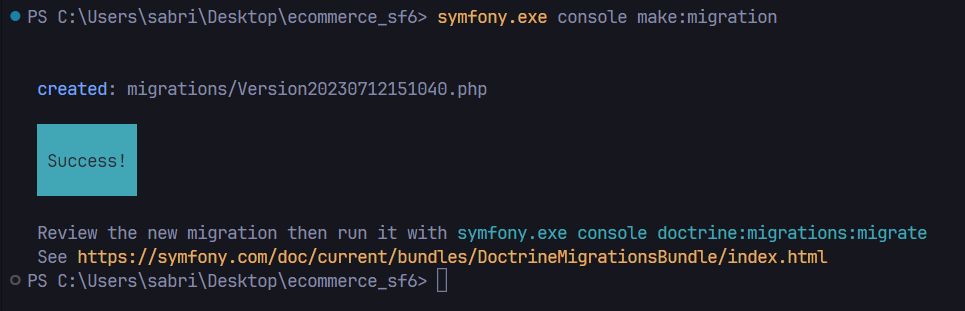 PS C:\Users\sabri\Desktop\ecommerce_sf6> symfony.exe console make:migration
created: migrations/Version20230712151040.php
Success!
Review the new migration then run it with symfony.exe console doctrine:migrations:migrate
See https://symfony.com/doc/current/bundles/DoctrineMigrationsBundle/index.html
PS C:\Users\sabri\Desktop\ecommerce_sf6>